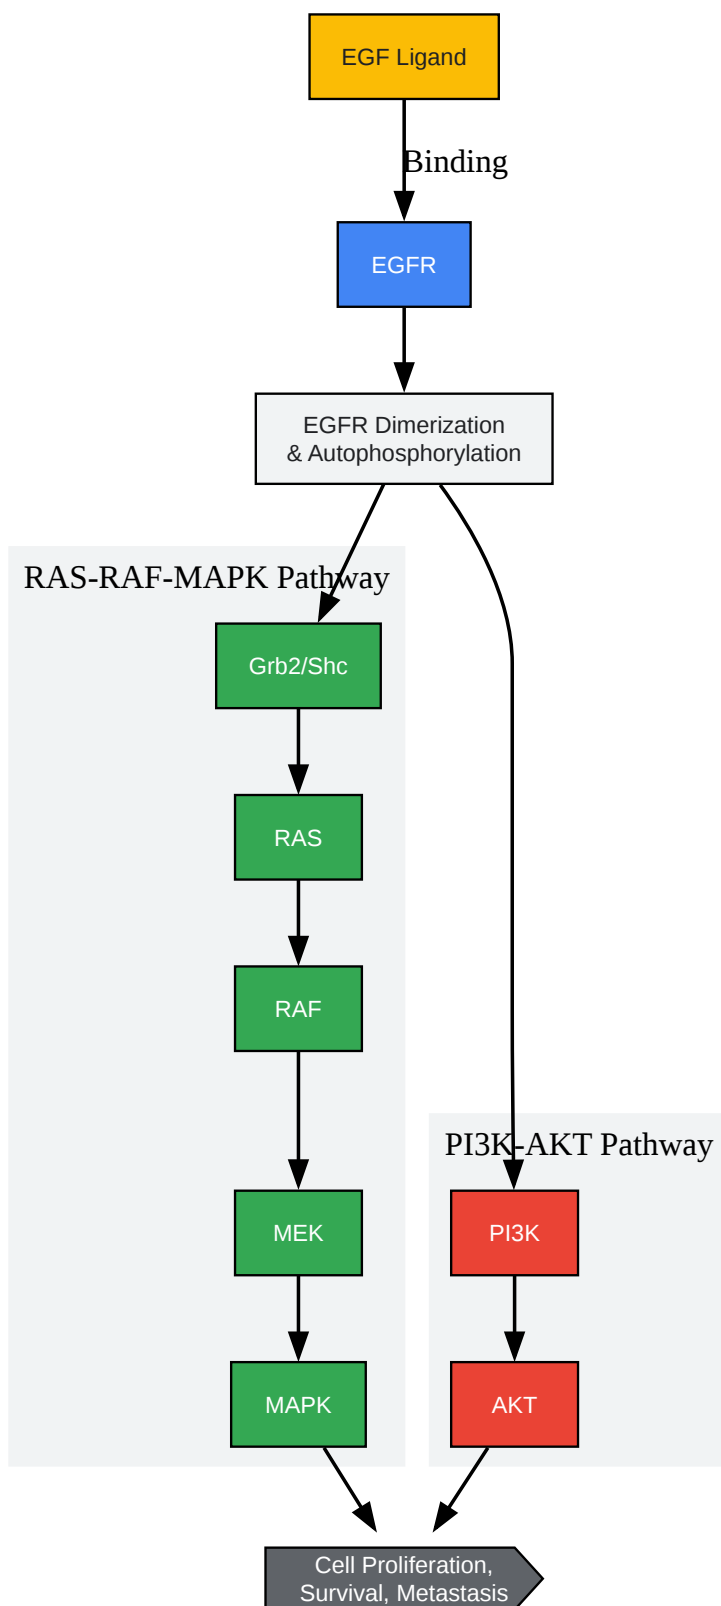 EGF Ligand
Binding
EGFR
EGFR Dimerization
& Autophosphorylation
RAS-RAF-MAPK Pathway
Grb2/Shc
RAS
RAF
PI3K-AKT Pathway
MEK
PI3K
MAPK
AKT
Cell Proliferation,
Survival, Metastasis